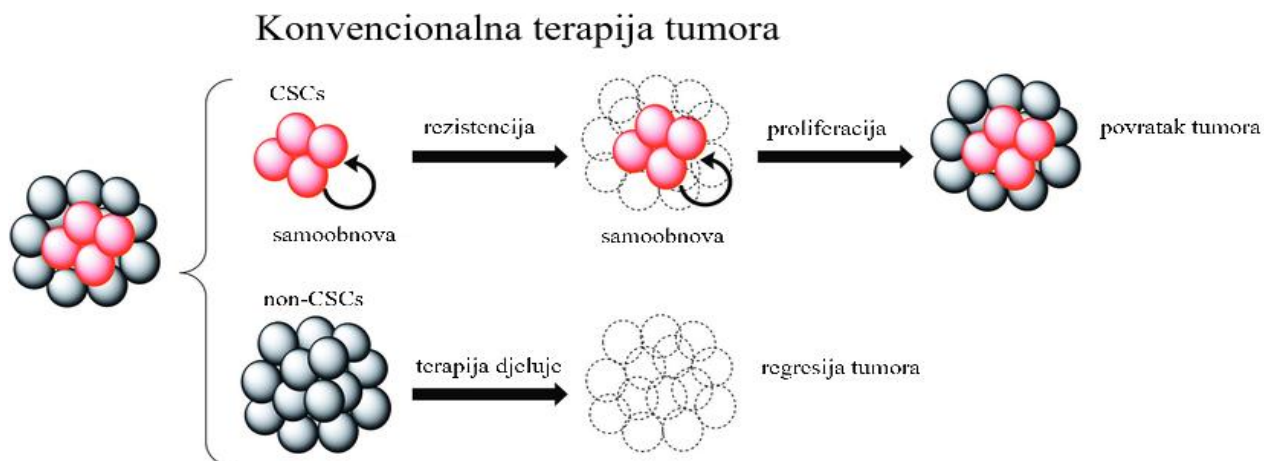 Konvencionalna terapija tumora
CSCs
rezistencija
proliferacija
povratak tumora
samoobnova
samoobnova
non-CSCs
terapija djeluje
regresija tumora